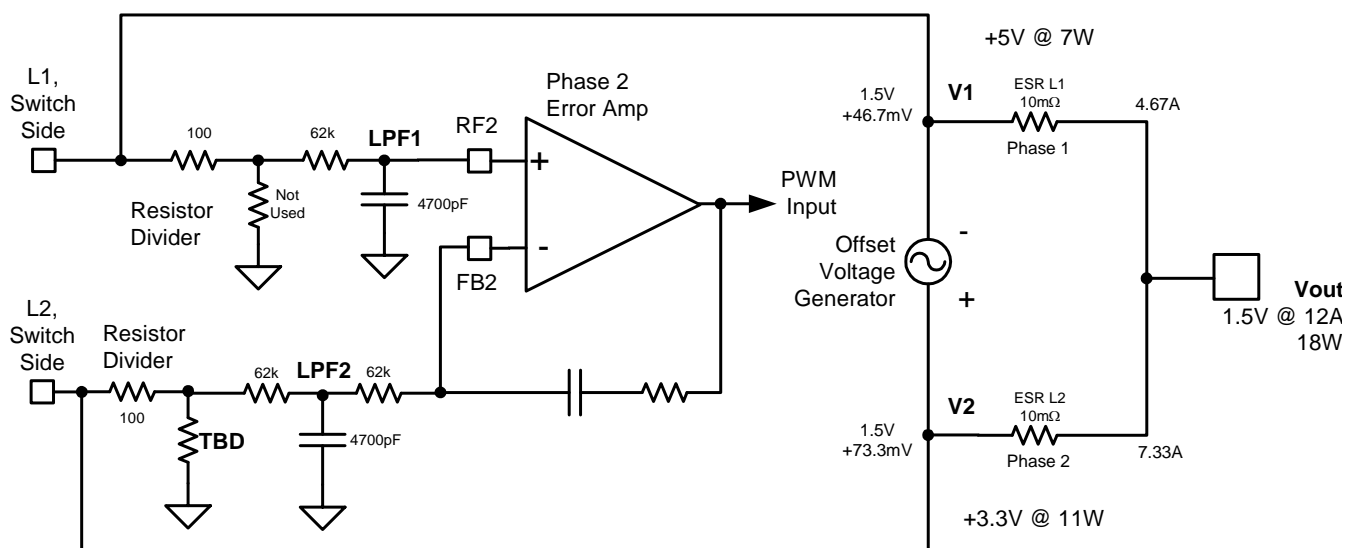 +5V @ 7W
L1,
Switch
Side
Phase 2
Error Amp
1.5V
+46.7mV
V1
ESR L1
10mΩ
4.67A
Phase 1
100
62k
LPF1
RF2
+
Not
Used
4700pF
Resistor
Divider
PWM
Input
-
FB2
Offset
Voltage
Generator
-
+
Vout
1.5V @ 12A
18W
L2,
Switch
Side
Resistor
Divider
100
62k
LPF2
62k
TBD
4700pF
1.5V
+73.3mV
V2
ESR L2
10mΩ
7.33A
Phase 2
+3.3V @ 11W